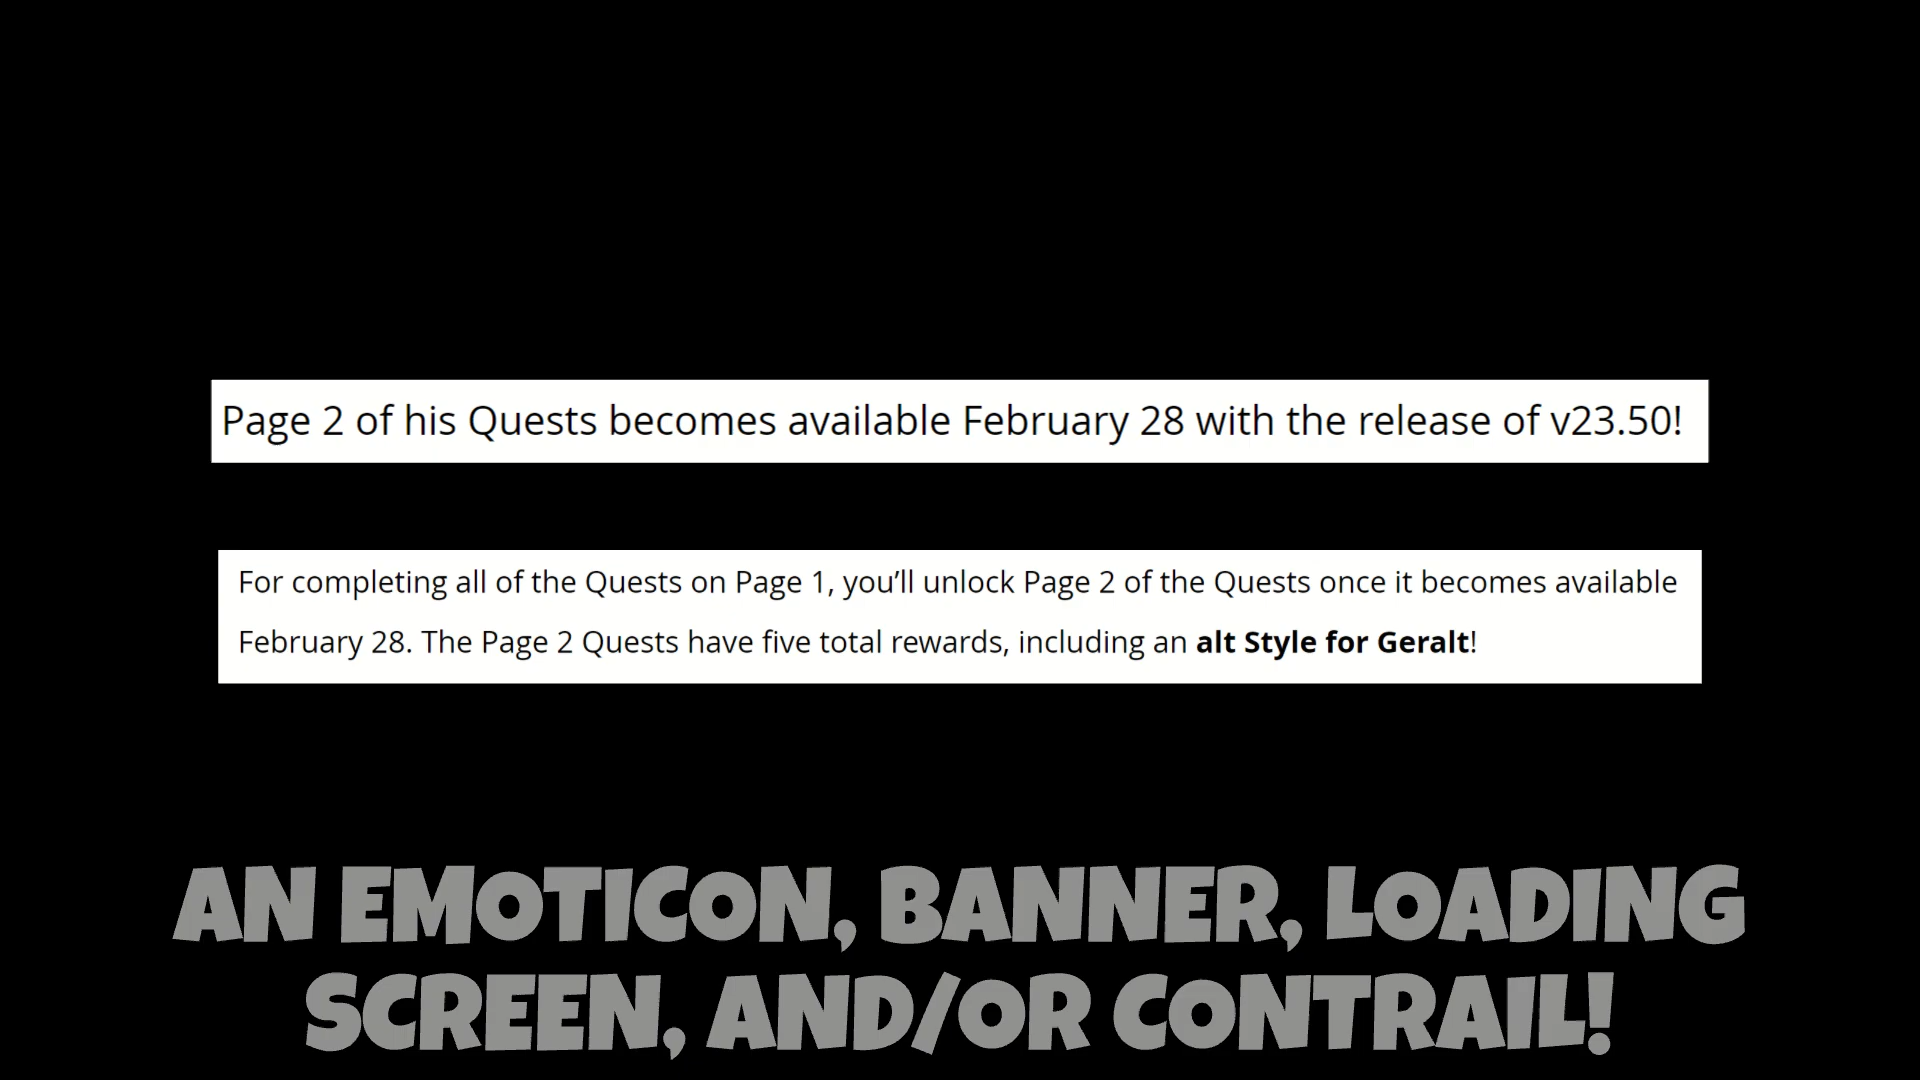 Page 2 of his Quests becomes available February 28 with the release of v23.50!
For completing all of the Quests on Page 1, you’ll unlock Page 2 of the Quests once it becomes available
February 28. The Page 2 Quests have five total rewards, including an alt Style for Geralt!
AN EMOTICON, BANNER, LOADING
SCREEN, AND/OR CONTRAIL!